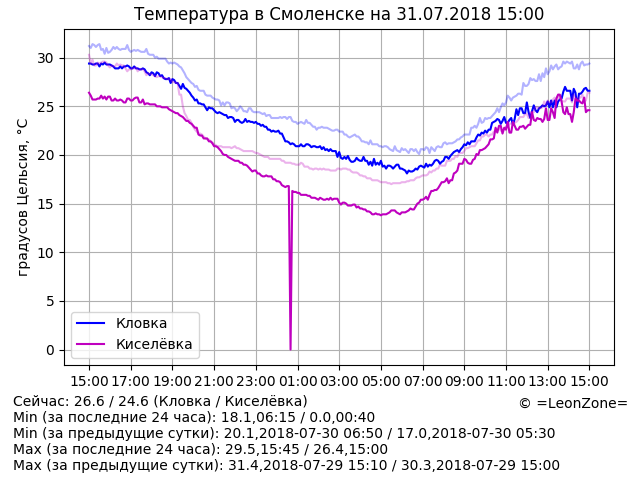 Температура в Смоленске на 31.07.2018 15:00
градусов Цельсия, °C
30
25
20
15
10
5
0
Кловка
Киселёвка
15:00 17:00 19:00 21:00 23:00 01:00 03:00 05:00 07:00 09:00 11:00 13:00 15:00
Сейчас: 26.6 / 24.6 (Кловка / Киселёвка)
© =LeonZone=
Min (за последние 24 часа): 18.1,06:15 / 0.0,00:40
Min (за предыдущие сутки): 20.1,2018-07-30 06:50 / 17.0,2018-07-30 05:30
Max (за последние 24 часа): 29.5,15:45 / 26.4,15:00
Max (за предыдущие сутки): 31.4,2018-07-29 15:10 / 30.3,2018-07-29 15:00